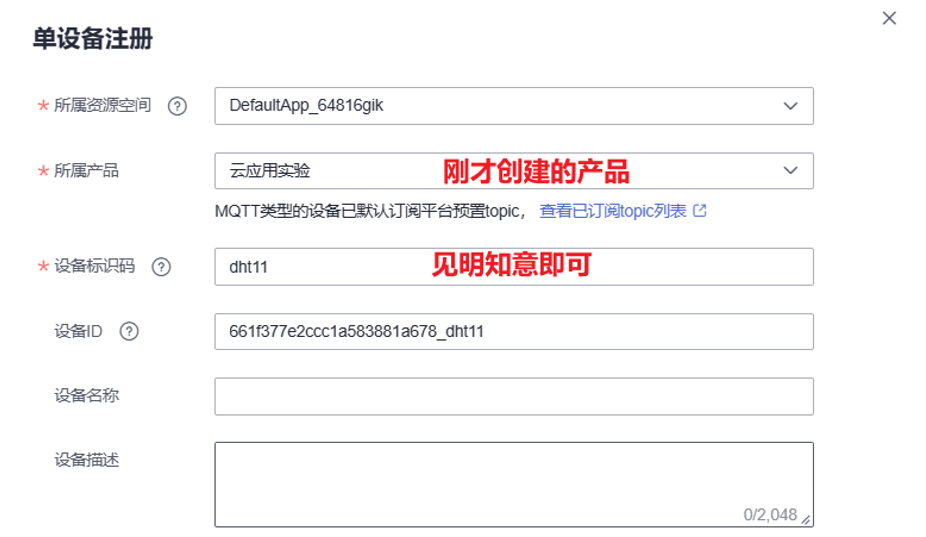 单设备注册
* 所属资源空间 ? DefaultApp_64816gik
* 所属产品 云应用实验 刚才创建的产品
MQTT类型的设备已默认订阅平台预置topic， 查看已订阅topic列表
* 设备标识码 ? dht11 见明知意即可
设备ID ? 661f377e2ccc1a583881a678_dht11
设备名称
设备描述
0/2,048